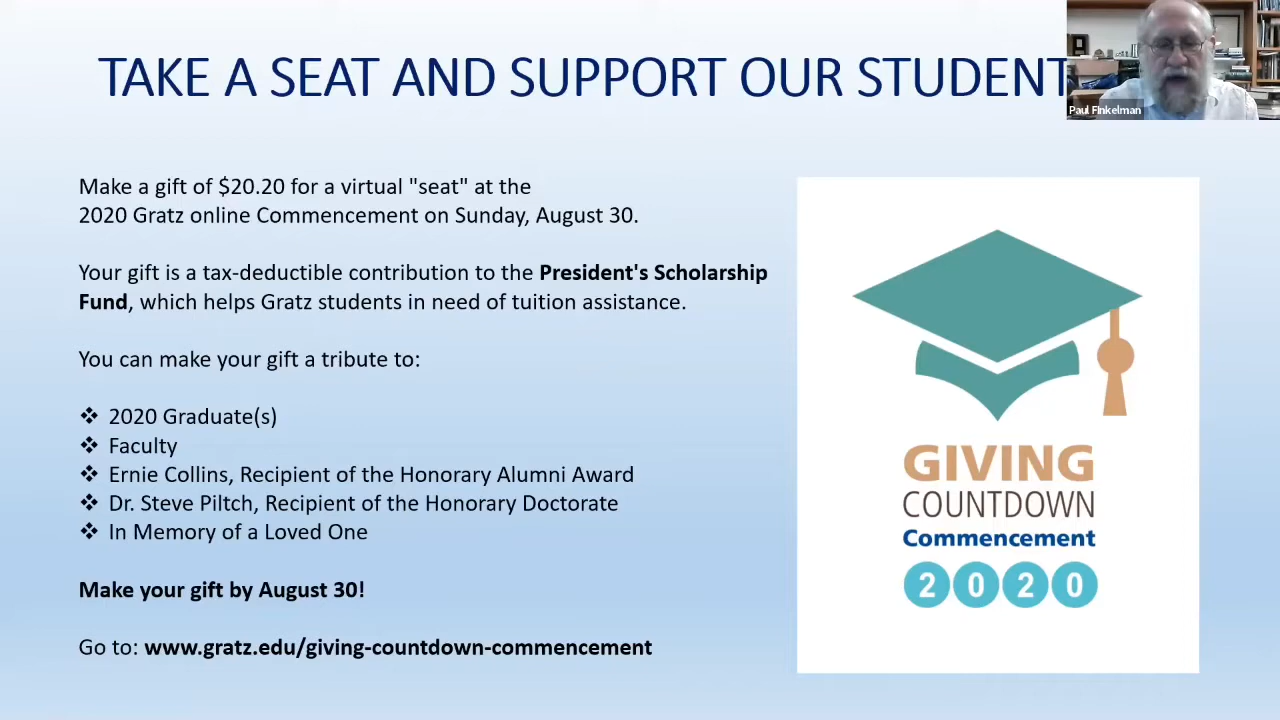 TAKE A SEAT AND SUPPORT OUR STUDENT
Paul Finkelman
Make a gift of $20.20 for a virtual "seat" at the
2020 Gratz online Commencement on Sunday, August 30.
Your gift is a tax-deductible contribution to the President's Scholarship
Fund, which helps Gratz students in need of tuition assistance.
You can make your gift a tribute to:
❖ 2020 Graduate(s)
❖ Faculty
❖ Ernie Collins, Recipient of the Honorary Alumni Award
❖ Dr. Steve Piltch, Recipient of the Honorary Doctorate
❖ In Memory of a Loved One
Make your gift by August 30!
Go to: www.gratz.edu/giving-countdown-commencement
GIVING
COUNTDOWN
Commencement
2020